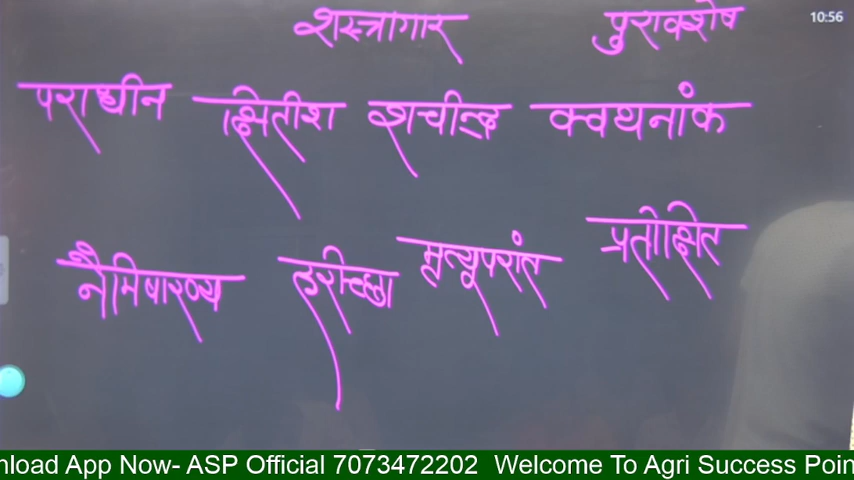 10:56
शस्त्रागार पुरावशेष
पराधीन क्षितीश शचीन्द्र क्वथनांक
नैमिषारण्य हरीच्छा मृत्यूपरांत प्रतीक्षित
nload App Now- ASP Official 7073472202 Welcome To Agri Success Poin